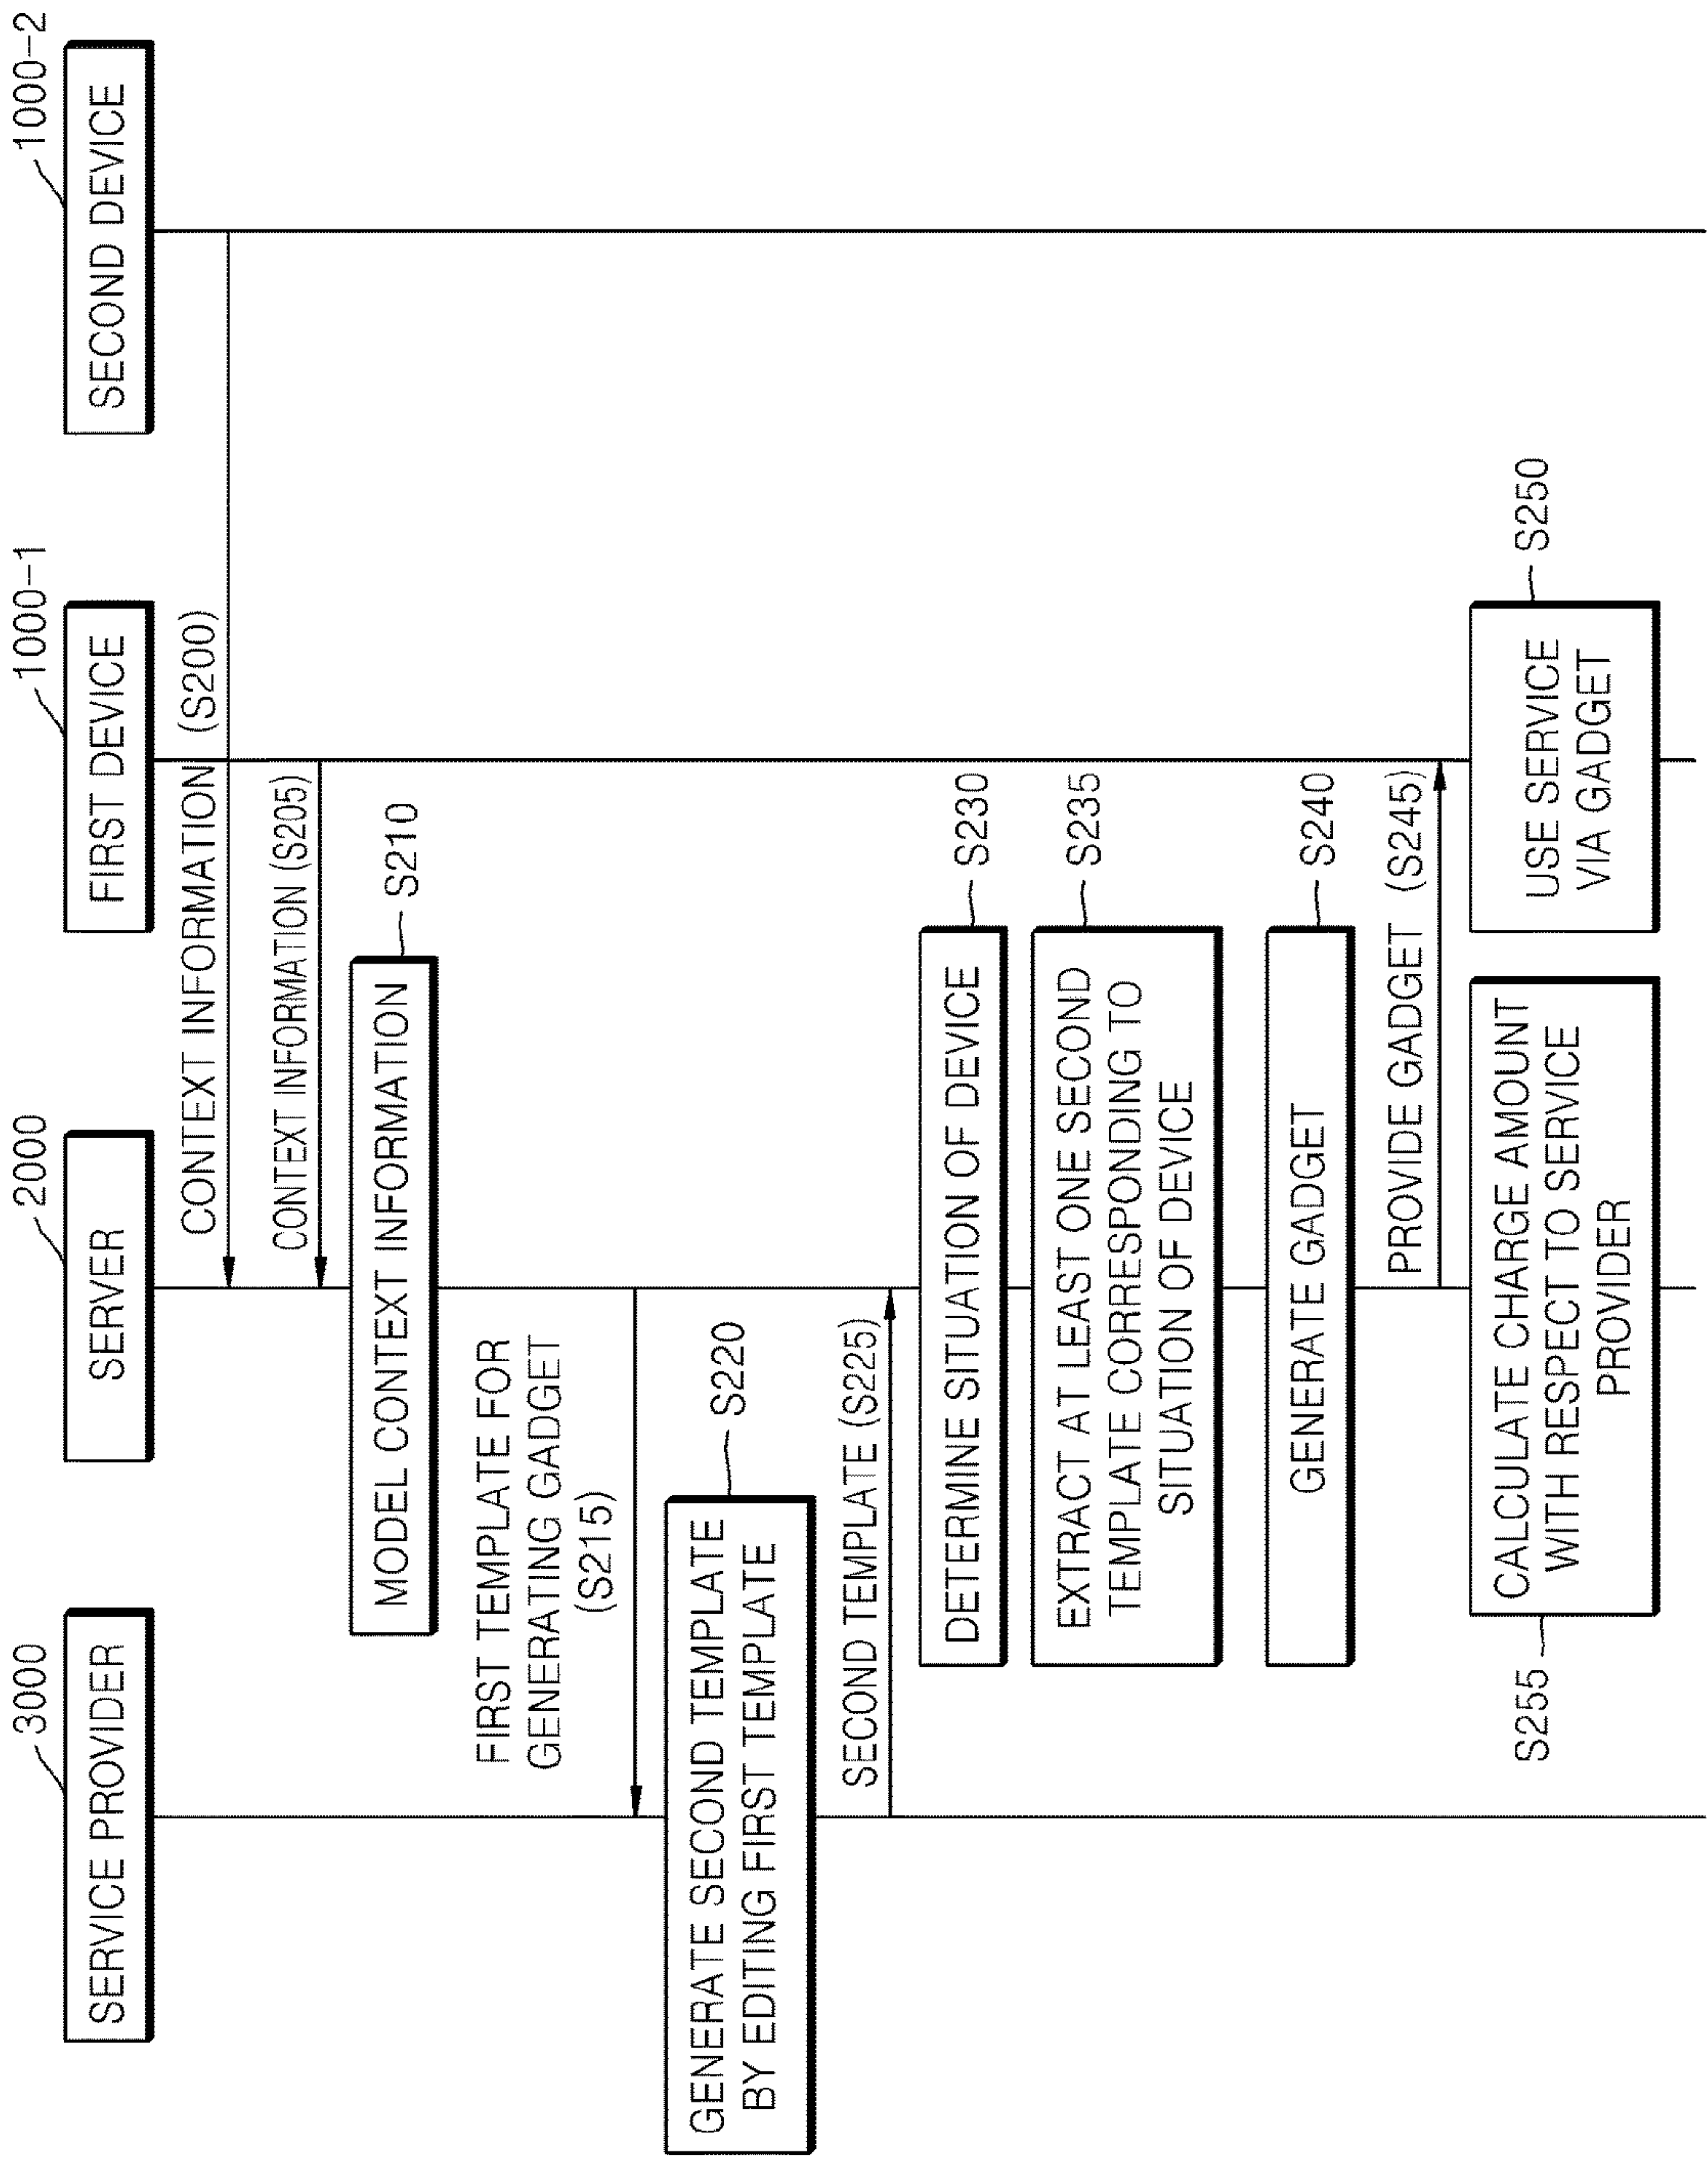 3000
2000
1000-1
1000-2
SERVICE PROVIDER
SERVER
FIRST DEVICE
SECOND DEVICE
CONTEXT INFORMATION (S200)
CONTEXT INFORMATION (S205)
MODEL CONTEXT INFORMATION
S210
FIRST TEMPLATE FOR
GENERATING GADGET
(S215)
GENERATE SECOND TEMPLATE
BY EDITING FIRST TEMPLATE
S220
SECOND TEMPLATE (S225)
DETERMINE SITUATION OF DEVICE
S230
EXTRACT AT LEAST ONE SECOND
TEMPLATE CORRESPONDING TO
SITUATION OF DEVICE
S235
GENERATE GADGET
S240
PROVIDE GADGET (S245)
S255
CALCULATE CHARGE AMOUNT
WITH RESPECT TO SERVICE
PROVIDER
USE SERVICE
VIA GADGET
S250